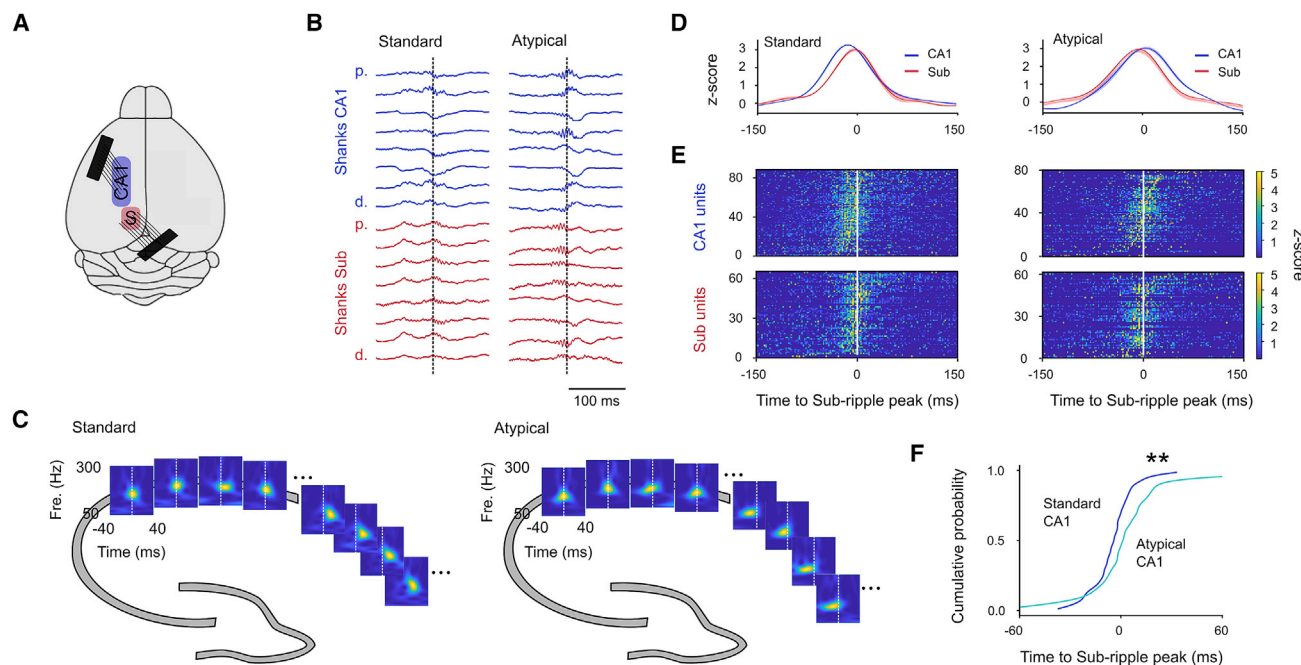 A
CA1
S
B
Standard
Atypical
p.
Shanks CA1
d.
p.
Shanks Sub
d.
100 ms
C
Standard
Fre. (Hz)
300
50
-40
40
Time (ms)
...
...
Atypical
Fre. (Hz)
300
50
-40
40
Time (ms)
...
...
D
z-score
3
2
1
0
Standard
CA1
Sub
-150
0
150
3
2
1
0
Atypical
CA1
Sub
-150
0
150
E
CA1 units
80
40
0
Sub units
60
30
0
-150
0
150
Time to Sub-ripple peak (ms)
80
40
0
60
30
0
-150
0
150
Time to Sub-ripple peak (ms)
5
4
3
2
1
5
4
3
2
1
z-score
F
Cumulative probability
1.0
0.5
0.0
Standard
CA1
Atypical
CA1
**
-60
0
60
Time to Sub-ripple peak (ms)